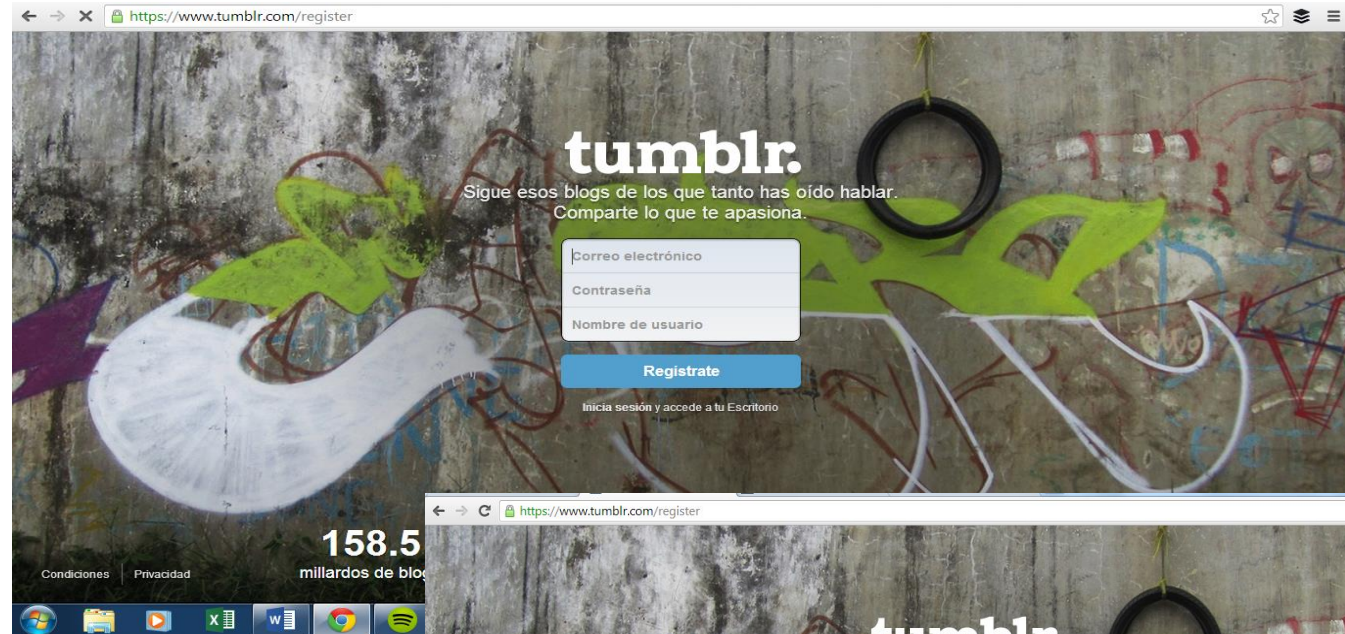 https://www.tumblr.com/register
tumblr.
Sigue esos blogs de los que tanto has oído hablar.
Comparte lo que te apasiona.
Correo electrónico
Contraseña
Nombre de usuario
Registrate
Inicia sesión y accede a tu Escritorio
158.5
millardos de blog
Condiciones
Privacidad
https://www.tumblr.com/register
tumblr